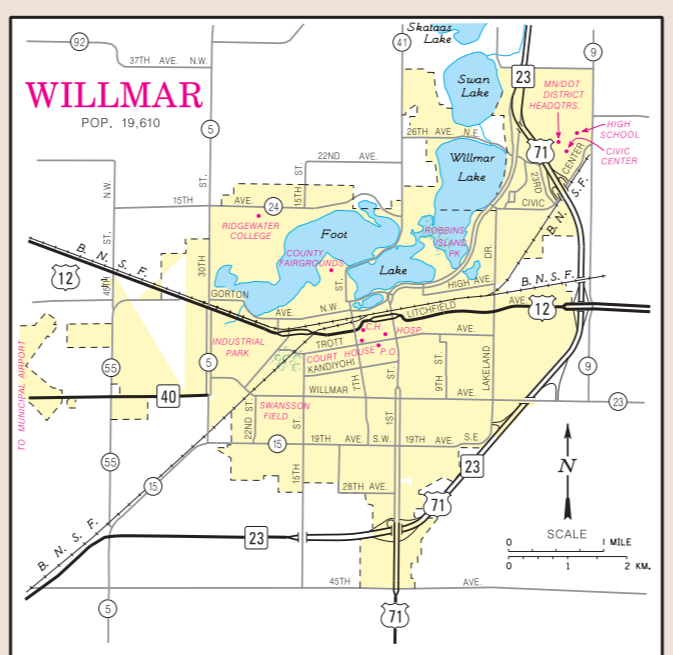 Skataas
Lake
92
41
9
37TH AVE. N.W.
23
MN/DOT
DISTRICT
HEADQTRS.
WILLMAR
POP. 19,610
Swan
Lake
HIGH
SCHOOL
CIVIC
CENTER
5
26TH AVE. N.E.
71
Willmar
Lake
22ND AVE.
23RD
CENTER
B. N. S. F.
N.W.
ST.
15TH
ST.
15TH AVE.
24
CIVIC
RIDGEWATER
COLLEGE
Foot
Lake
ROBBINS
ISLAND
PK
COUNTY
FAIRGROUNDS
DR.
B. N. S. F.
12
45TH
ST.
30TH
GORTON
AVE.
N.W.
ST.
HIGH AVE.
B. N. S. F.
LITCHFIELD
AVE.
12
INDUSTRIAL
PARK
TROTT
AVE.
C.H.
HOSP.
COURT HOUSE
P.O.
KANDIYOHI
TO MUNICIPAL AIRPORT
55
5
9
40
WILLMAR
AVE.
23
22ND ST.
SWANSSON
FIELD
ST.
7TH
ST.
1ST
9TH
ST.
LAKELAND
15
19TH AVE. S.W.
19TH AVE. S.E.
55
15
15TH
28TH AVE.
23
71
N
B. N. S. F.
23
SCALE
0 1 MILE
0 1 2 KM.
45TH AVE.
5
71